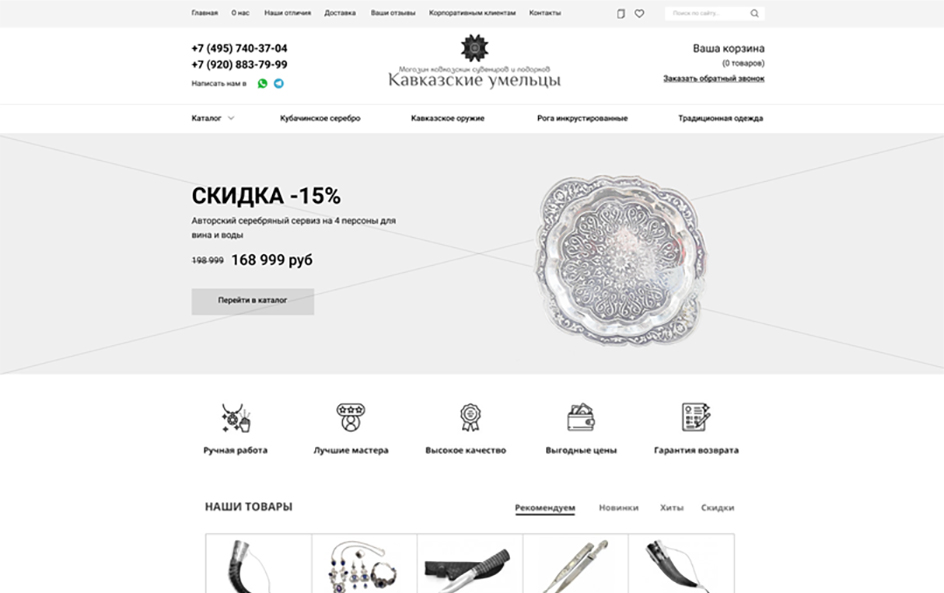 Главная О нас Наши отличия Доставка Ваши отзывы Корпоративным клиентам Контакты Поиск по сайту...
+7 (495) 740-37-04
+7 (920) 883-79-99
Написать нам в
Магазин кавказских сувениров и подарков
Кавказские умельцы
Ваша корзина
(0 товаров)
Заказать обратный звонок
Каталог Кубачинское серебро Кавказское оружие Рога инкрустированные Традиционная одежда
СКИДКА -15%
Авторский серебряный сервиз на 4 персоны для
вина и воды
198 999 168 999 руб
Перейти в каталог
Ручная работа Лучшие мастера Высокое качество Выгодные цены Гарантия возврата
НАШИ ТОВАРЫ Рекомендуем Новинки Хиты Скидки